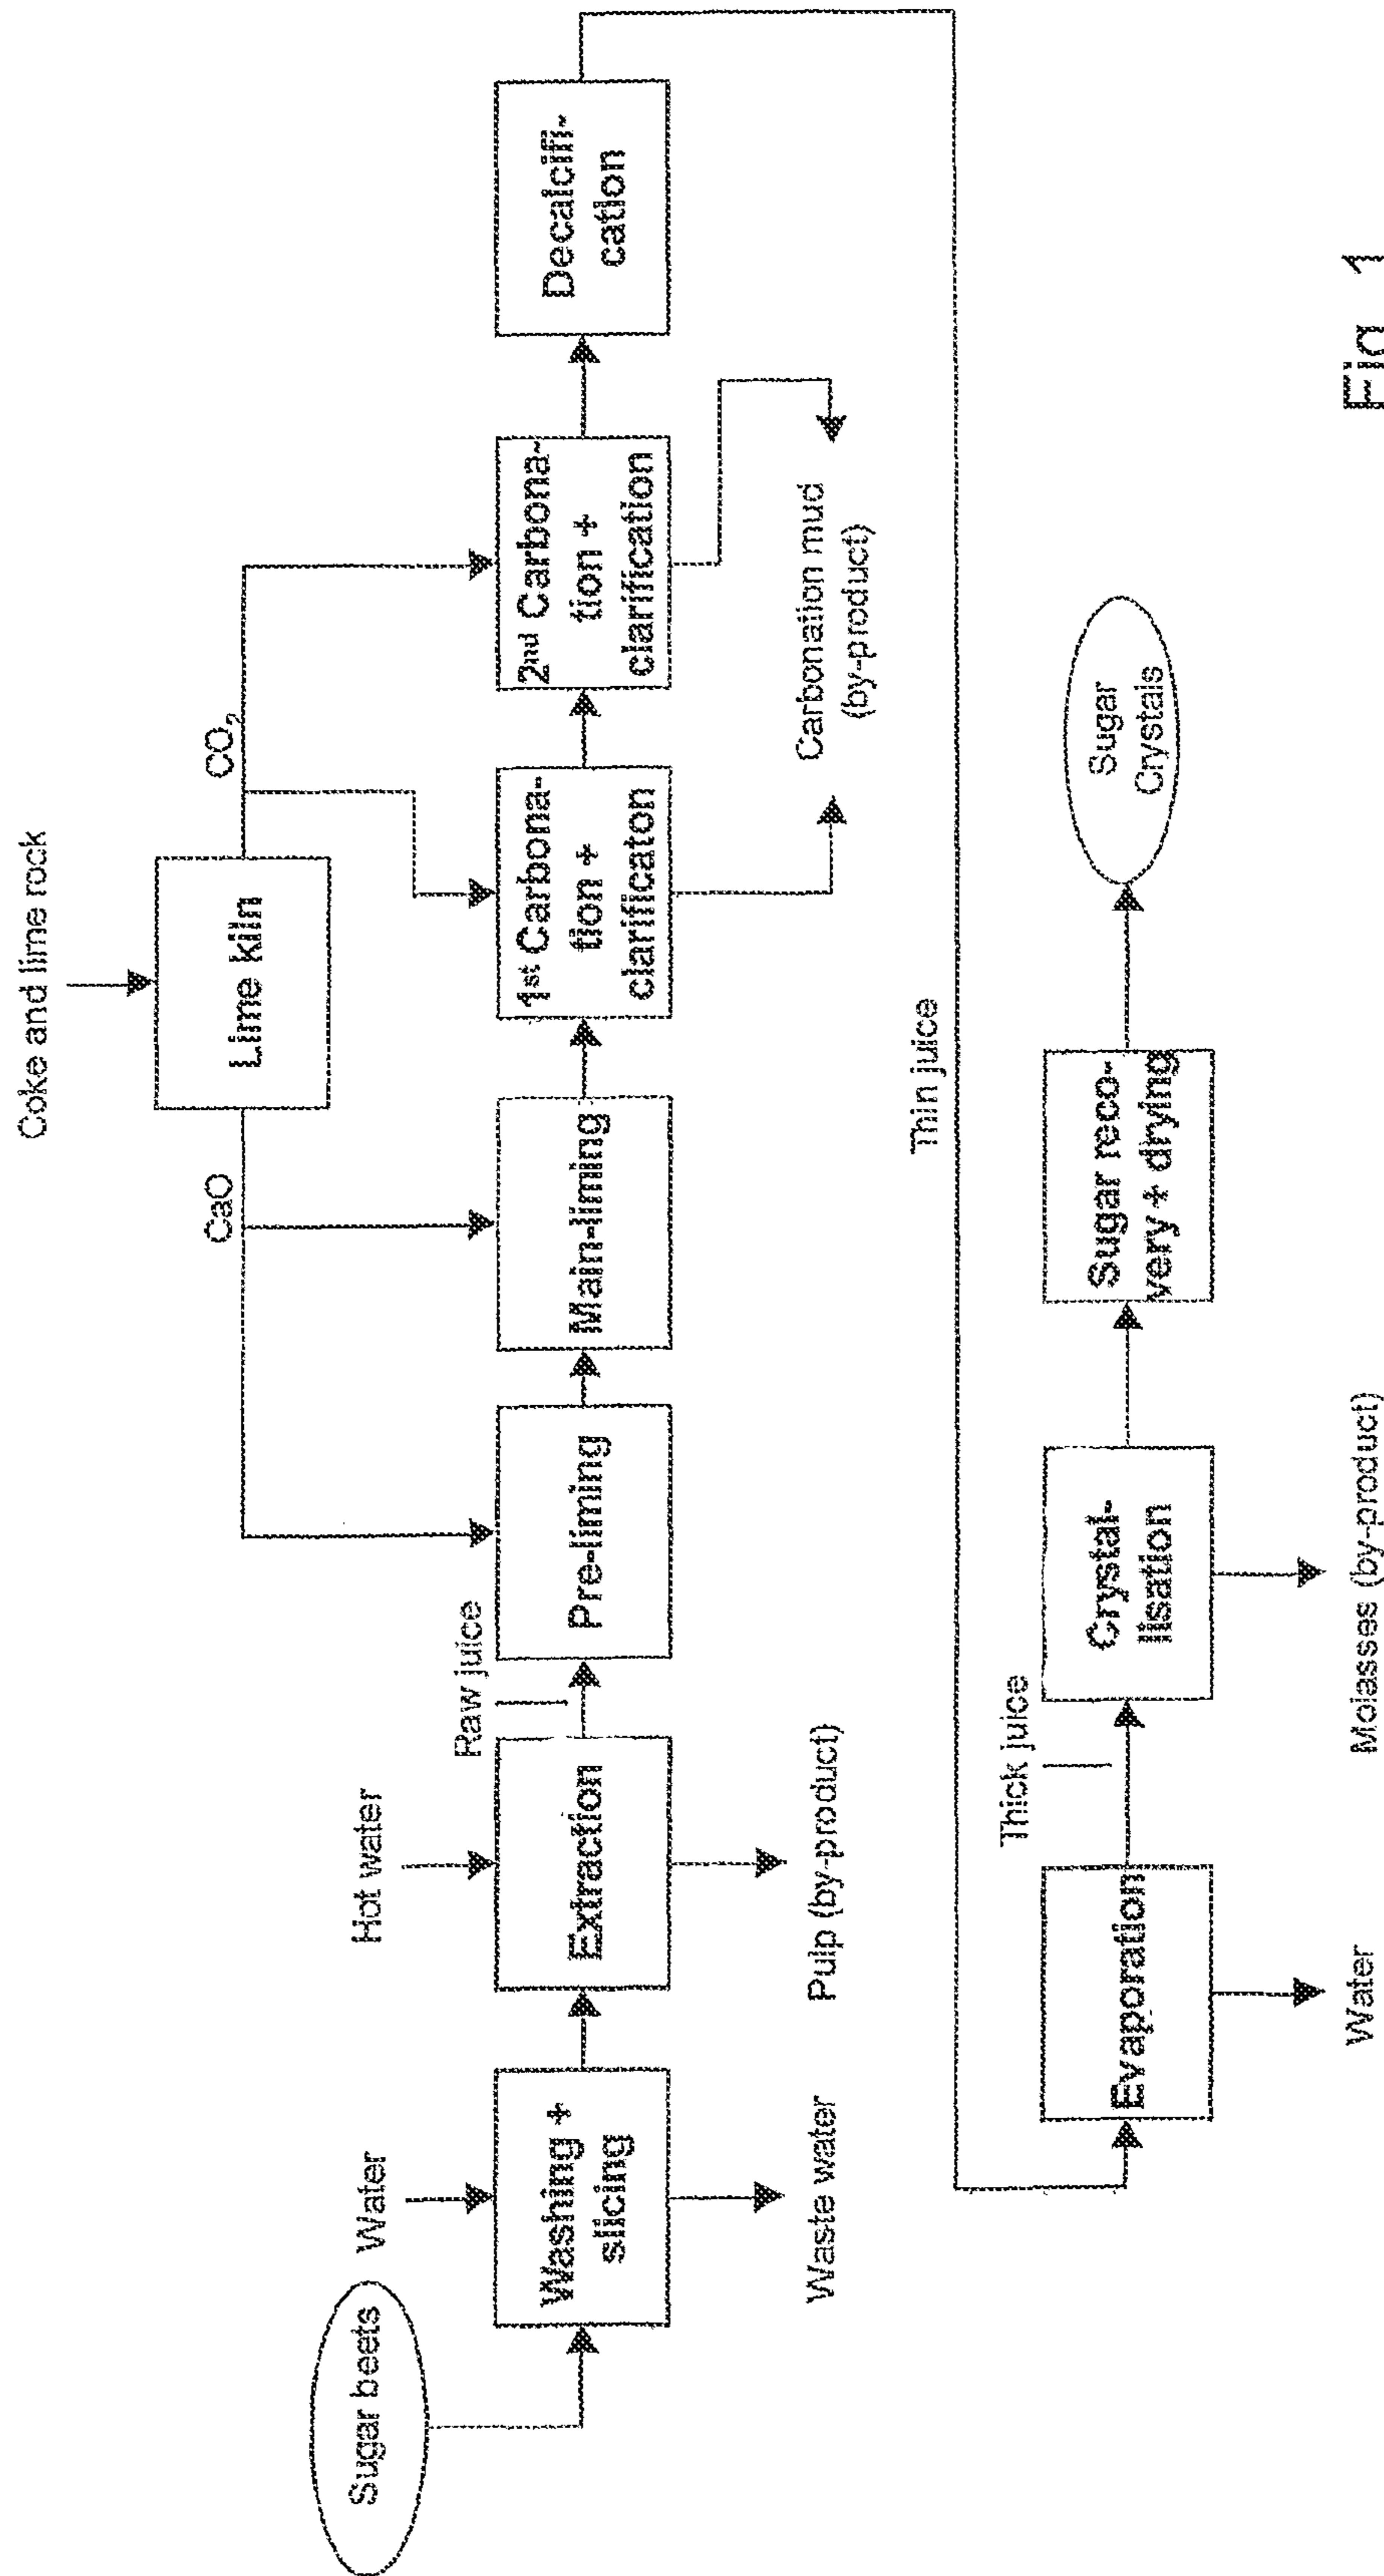 Coke and lime rock
Lime kiln
CaO
CO2
Sugar beets
Water
Hot water
Raw juice
Washing +
slicing
Extraction
Pre-liming
Main-liming
1st Carbona-
tion +
clarificaton
2nd Carbona-
tion +
clarification
Decalcifi-
cation
Waste water
Pulp (by-product)
Carbonation mud
(by-product)
Thin juice
Thick juice
Evaporation
Crystal-
lisation
Sugar reco-
very + drying
Sugar
Crystals
Water
Molasses (by-product)
Fig. 1